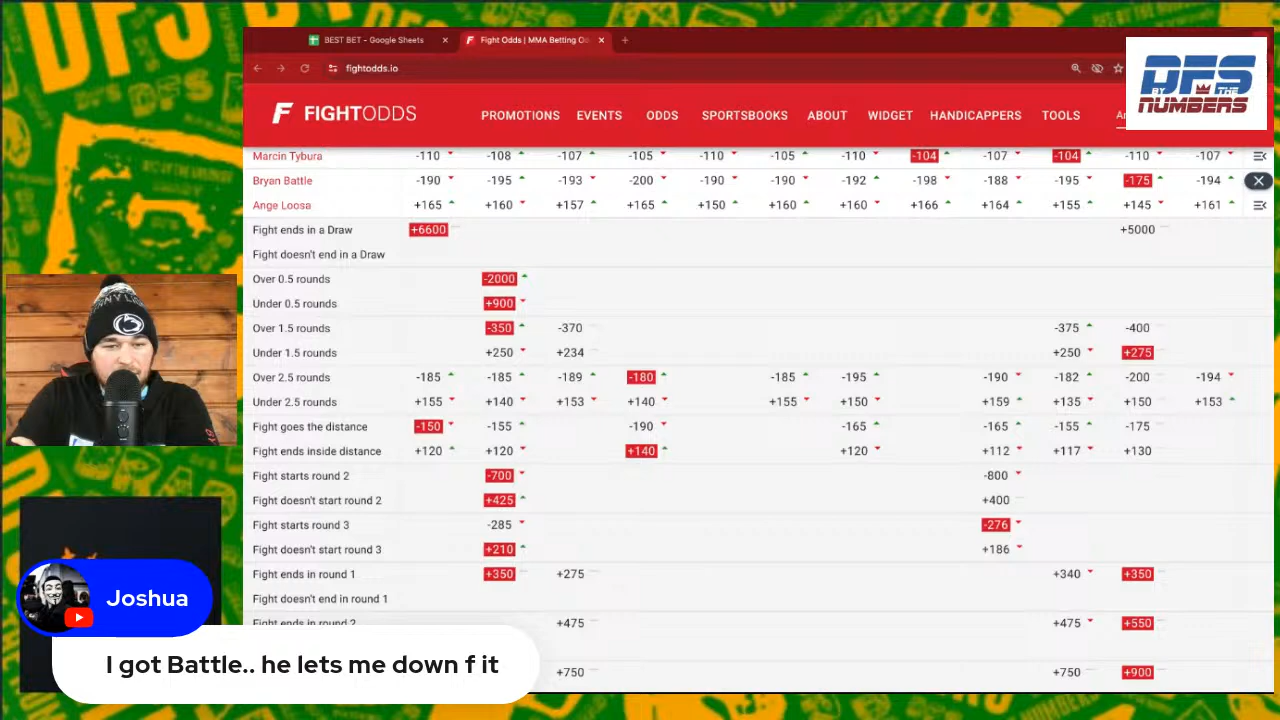 BEST BET - Google Sheets
Fight Odds | MMA Betting O
fightodds.io
DFS
BY THE
NUMBERS
FIGHTODDS
PROMOTIONS EVENTS ODDS SPORTSBOOKS ABOUT WIDGET HANDICAPPERS TOOLS
Marcin Tybura -110 -108 -107 -105 -110 -105 -110 -104 -107 -104 -110 -107
Bryan Battle -190 -195 -193 -200 -190 -190 -192 -198 -188 -195 -175 -194
Ange Loosa +165 +160 +157 +165 +150 +160 +160 +166 +164 +155 +145 +161
Fight ends in a Draw +6600 +5000
Fight doesn't end in a Draw
Over 0.5 rounds -2000
Under 0.5 rounds +900
Over 1.5 rounds -350 -370 -375 -400
Under 1.5 rounds +250 +234 +250 +275
Over 2.5 rounds -185 -185 -189 -180 -185 -195 -190 -182 -200 -194
Under 2.5 rounds +155 +140 +153 +140 +155 +150 +159 +135 +150 +153
Fight goes the distance -150 -155 -190 -165 -165 -155 -175
Fight ends inside distance +120 +120 +140 +120 +112 +117 +130
Fight starts round 2 -700 -800
Fight doesn't start round 2 +425 +400
Fight starts round 3 -285 -276
Fight doesn't start round 3 +210 +186
Fight ends in round 1 +350 +275 +340 +350
Fight doesn't end in round 1
Fight ends in round 2 +475 +475 +550
+750 +750 +900
Joshua
I got Battle.. he lets me down f it